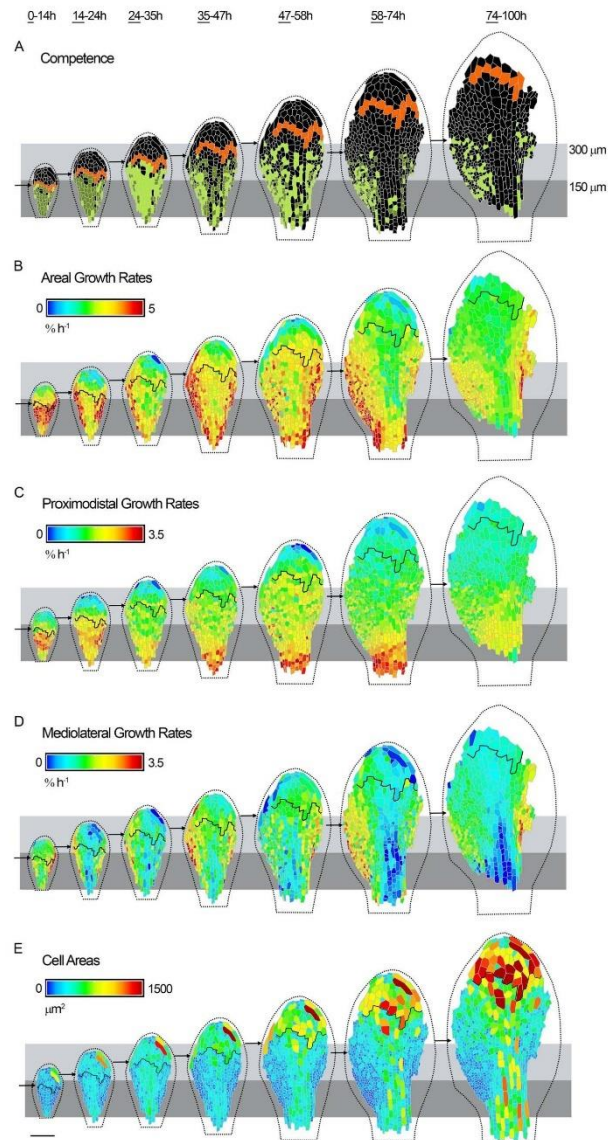 0-14h 14-24h 24-35h 35-47h 47-58h 58-74h 74-100h
A Competence
300 μm
150 μm
B Areal Growth Rates
0 5
% h⁻¹
C Proximodistal Growth Rates
0 3.5
% h⁻¹
D Mediolateral Growth Rates
0 3.5
% h⁻¹
E Cell Areas
0 1500
μm²